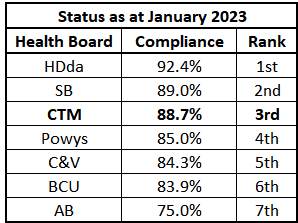 Status as at January 2023
Health Board Compliance Rank
HDda 92.4% 1st
SB 89.0% 2nd
CTM 88.7% 3rd
Powys 85.0% 4th
C&V 84.3% 5th
BCU 83.9% 6th
AB 75.0% 7th